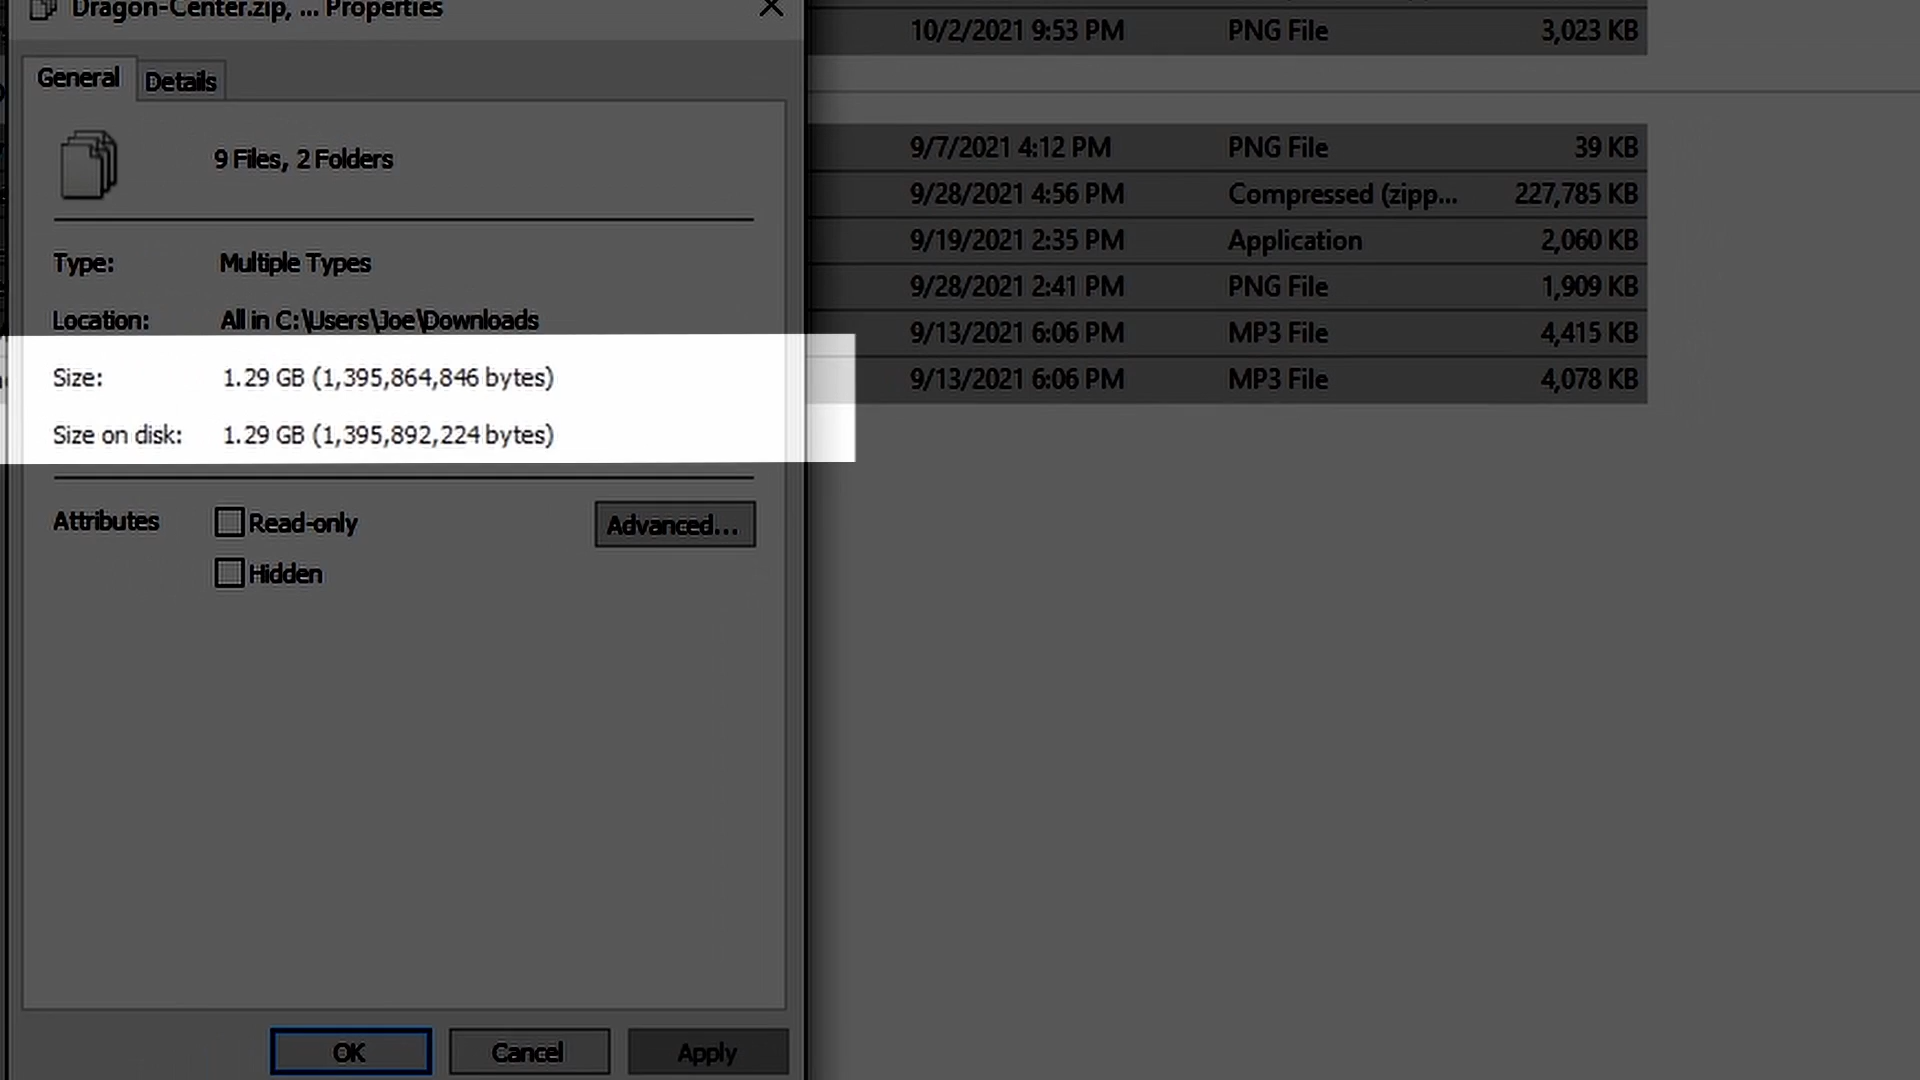 Dragon-Center.zip, ... Properties
10/2/2021 9:53 PM PNG File 3,023 KB
General Details
9 Files, 2 Folders
9/7/2021 4:12 PM PNG File 39 KB
9/28/2021 4:56 PM Compressed (zipp... 227,785 KB
9/19/2021 2:35 PM Application 2,060 KB
Type: Multiple Types
9/28/2021 2:41 PM PNG File 1,909 KB
Location: All in C:\Users\Joe\Downloads
9/13/2021 6:06 PM MP3 File 4,415 KB
Size: 1.29 GB (1,395,864,846 bytes)
9/13/2021 6:06 PM MP3 File 4,078 KB
Size on disk: 1.29 GB (1,395,892,224 bytes)
Attributes Read-only Advanced...
Hidden
OK Cancel Apply